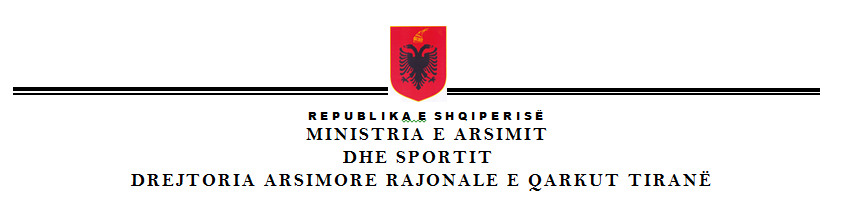 REPUBLIKA E SHQIPERISË
MINISTRIA E ARSIMIT
DHE SPORTIT
DREJTORIA ARSIMORE RAJONALE E QARKUT TIRANË